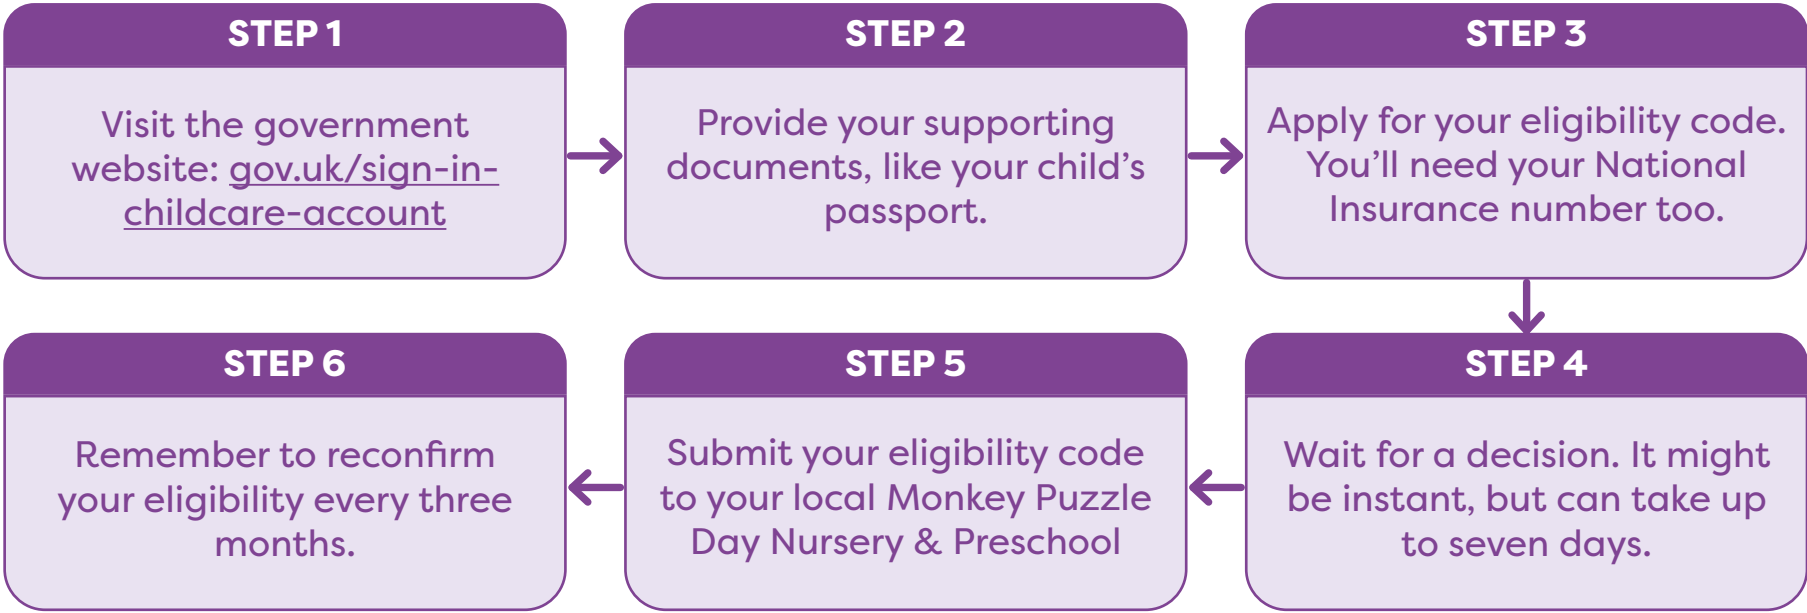 STEP 1
Visit the government
website: gov.uk/sign-in-
childcare-account
STEP 2
Provide your supporting
documents, like your child's
passport.
STEP 3
Apply for your eligibility code.
You'll need your National
Insurance number too.
STEP 4
Wait for a decision. It might
be instant, but can take up
to seven days.
STEP 5
Submit your eligibility code
to your local Monkey Puzzle
Day Nursery & Preschool
STEP 6
Remember to reconfirm
your eligibility every three
months.